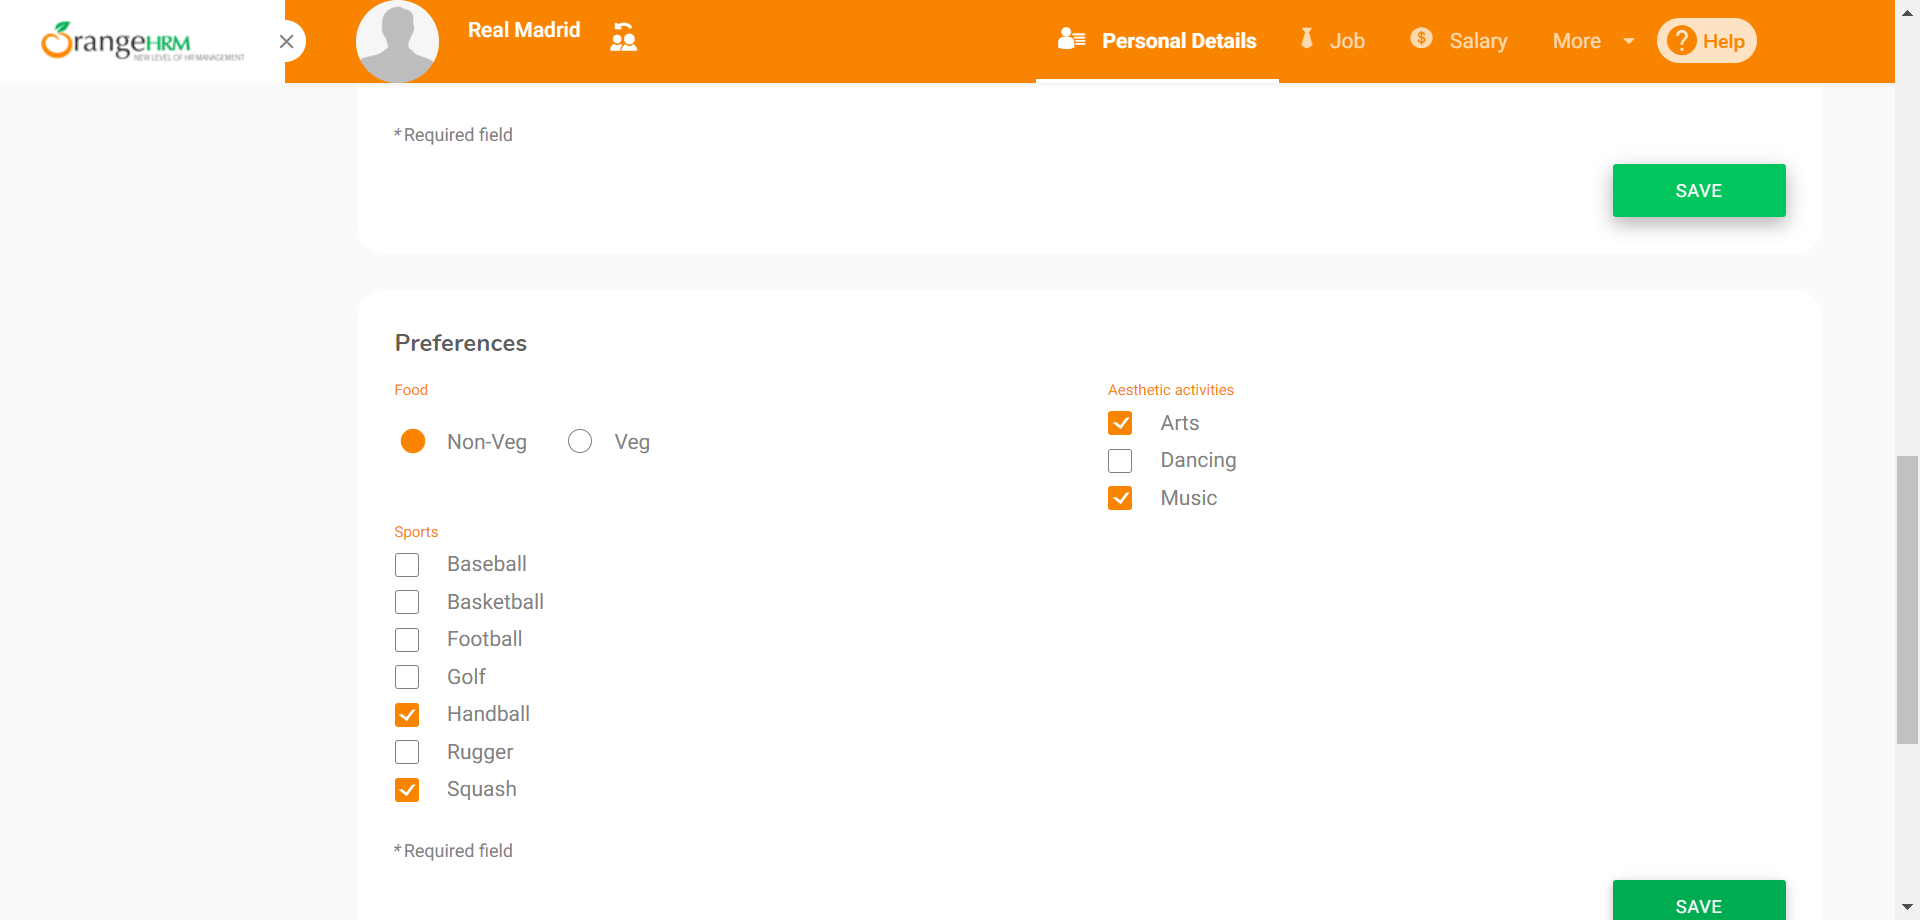 OrangeHRM
NEW LEVEL OF HR MANAGEMENT
Real Madrid
Personal Details
Job
Salary
More
? Help
* Required field
SAVE
Preferences
Food
Non-Veg
Veg
Aesthetic activities
Arts
Dancing
Music
Sports
Baseball
Basketball
Football
Golf
Handball
Rugger
Squash
* Required field
SAVE